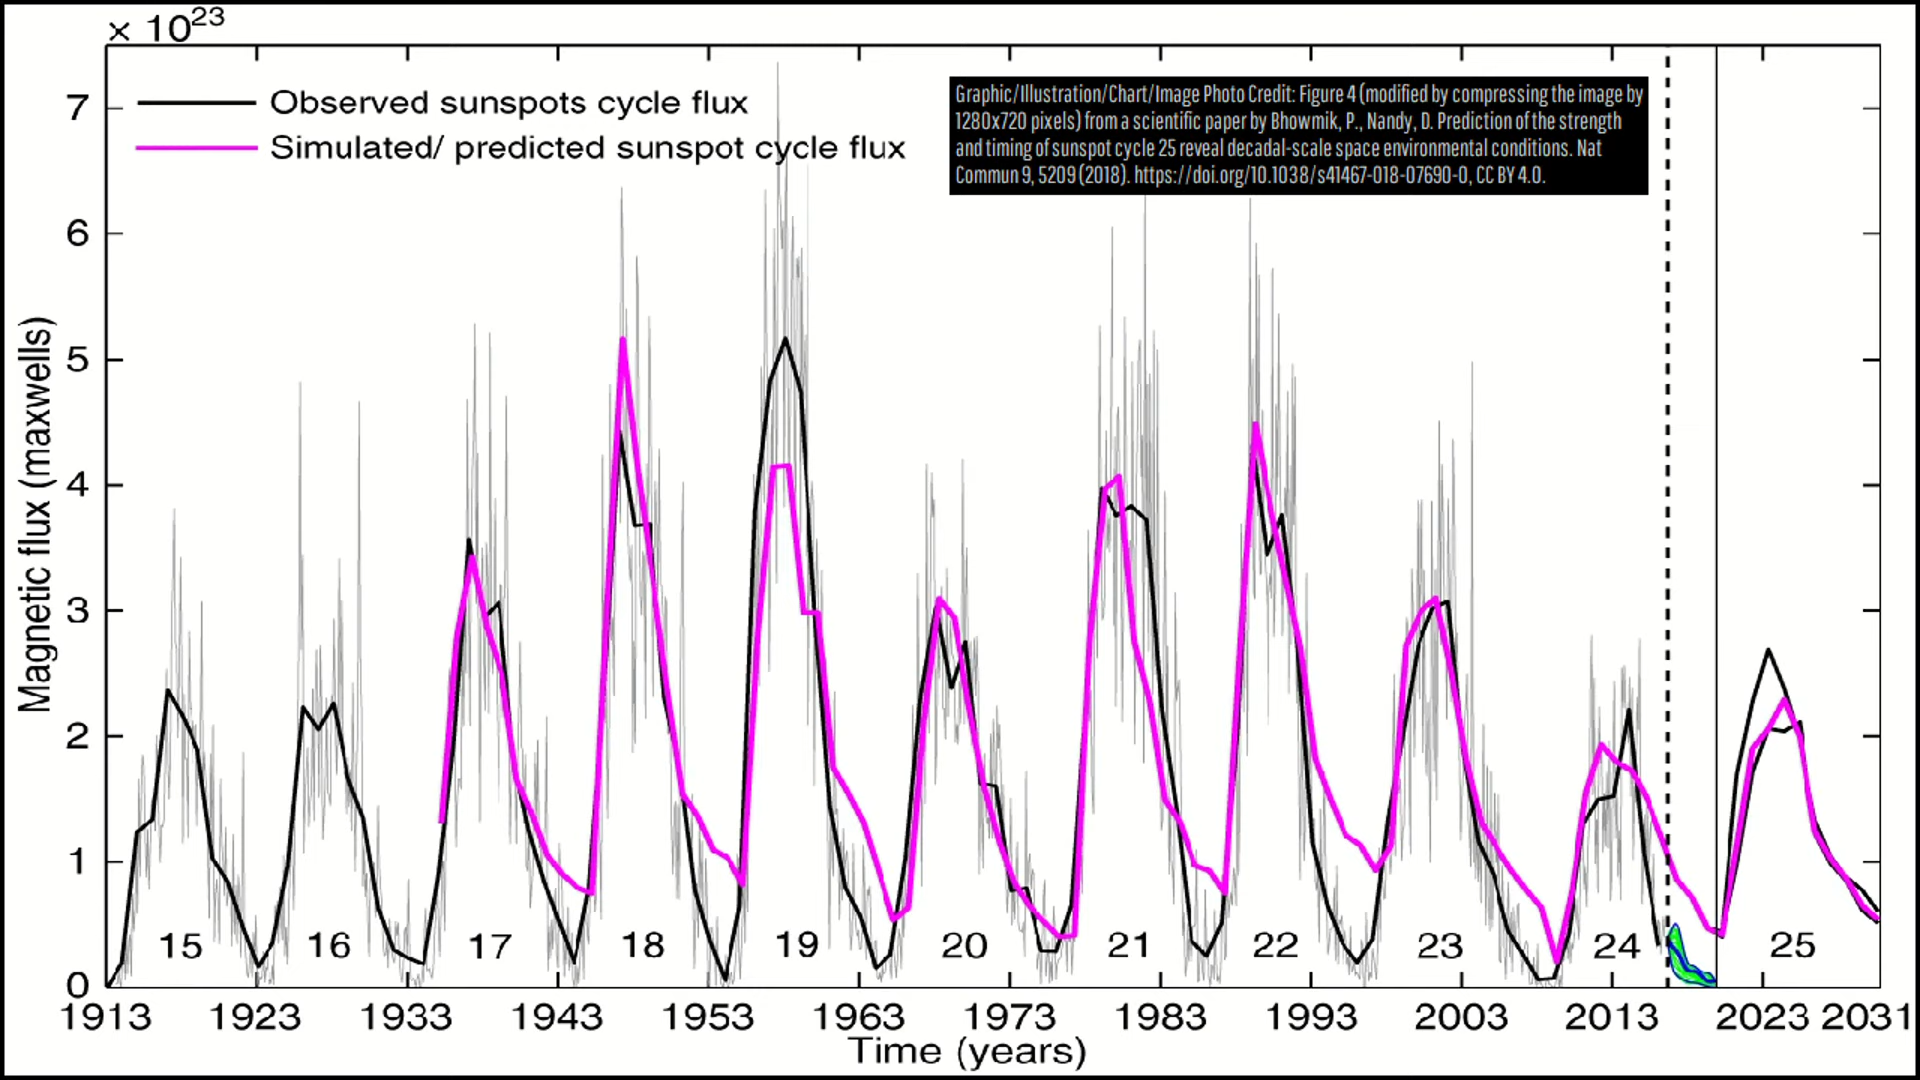 × 10²³
Observed sunspots cycle flux
Simulated/ predicted sunspot cycle flux
Graphic/Illustration/Chart/Image Photo Credit: Figure 4 (modified by compressing the image by
1280x720 pixels) from a scientific paper by Bhowmik, P., Nandy, D. Prediction of the strength
and timing of sunspot cycle 25 reveal decadal-scale space environmental conditions. Nat
Commun 9, 5209 (2018). https://doi.org/10.1038/s41467-018-07690-0, CC BY 4.0.
Magnetic flux (maxwells)
7
6
5
4
3
2
1
0
15 16 17 18 19 20 21 22 23 24 25
1913 1923 1933 1943 1953 1963 1973 1983 1993 2003 2013 2023 2031
Time (years)